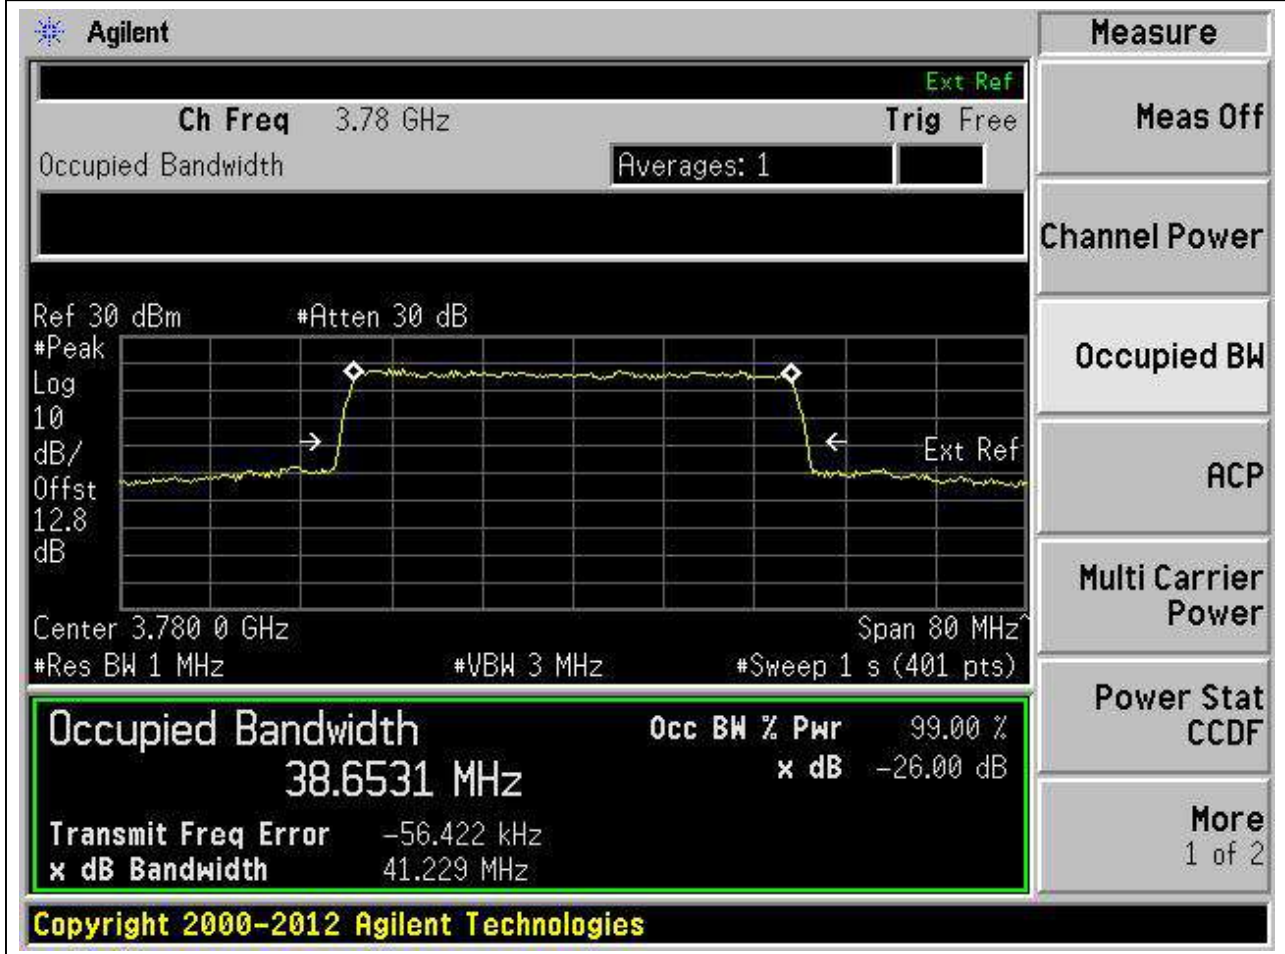 Agilent
Measure
Ext Ref
Ch Freq 3.78 GHz Trig Free
Meas Off
Occupied Bandwidth Averages: 1
Channel Power
Ref 30 dBm #Atten 30 dB
#Peak
Log
10
dB/
Offst
12.8
dB
Ext Ref
Occupied BW
ACP
Center 3.780 0 GHz Span 80 MHz^
#Res BW 1 MHz #VBW 3 MHz #Sweep 1 s (401 pts)
Multi Carrier
Power
Occupied Bandwidth Occ BW % Pwr 99.00 %
38.6531 MHz x dB -26.00 dB
Power Stat
CCDF
Transmit Freq Error -56.422 kHz
x dB Bandwidth 41.229 MHz
More
1 of 2
Copyright 2000-2012 Agilent Technologies